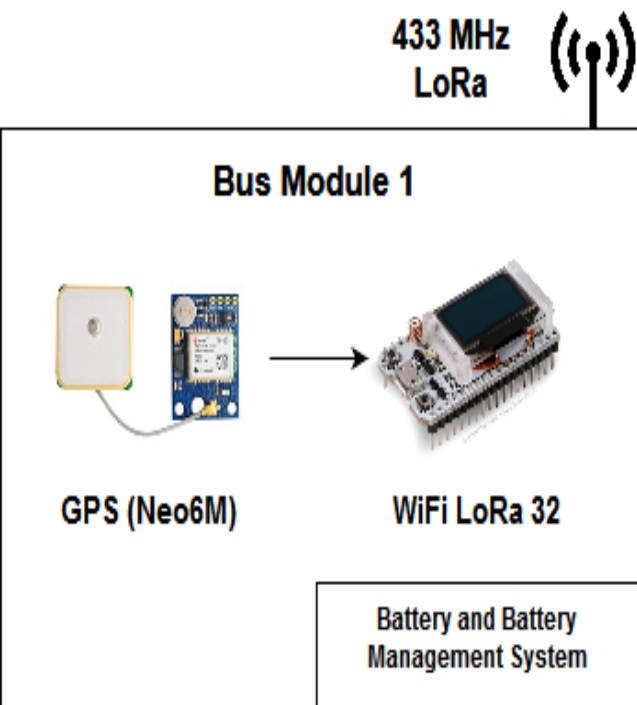 433 MHz
LoRa
Bus Module 1
GPS (Neo6M)
WiFi LoRa 32
Battery and Battery
Management System